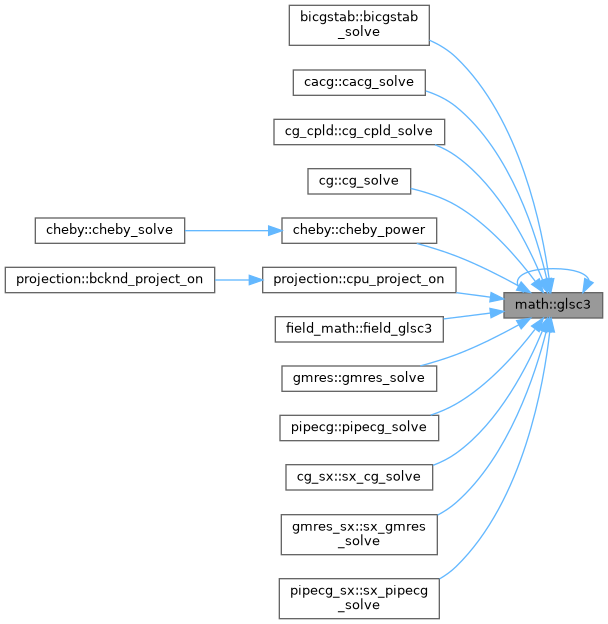 bicgstab::bicgstab
_solve
cacg::cacg_solve
cg_cpld::cg_cpld_solve
cg::cg_solve
cheby::cheby_solve
cheby::cheby_power
projection::bcknd_project_on
projection::cpu_project_on
math::glsc3
field_math::field_glsc3
gmres::gmres_solve
pipecg::pipecg_solve
cg_sx::sx_cg_solve
gmres_sx::sx_gmres
_solve
pipecg_sx::sx_pipecg
_solve